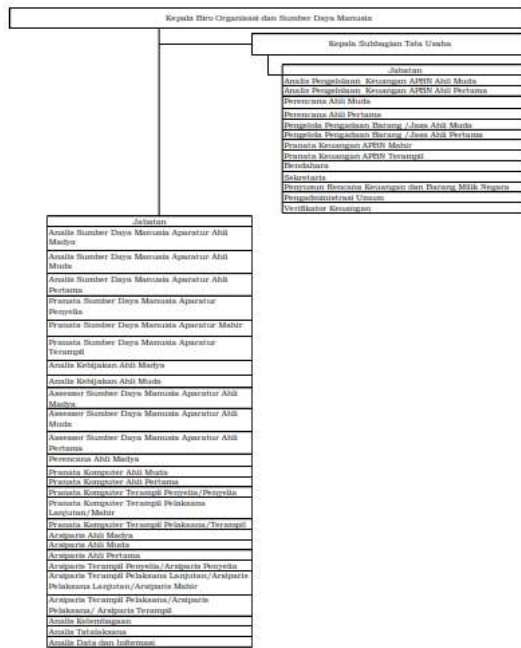 Kepala Biro Organisasi dan Sumber Daya Manusia
Kepala Subbagian Tata Usaha
Jabatan
Analis Pengelolaan Keuangan APBN Ahli Muda
Analis Pengelolaan Keuangan APBN Ahli Pertama
Perencana Ahli Muda
Perencana Ahli Pertama
Pengelola Pengadaan Barang /Jasa Ahli Muda
Pengelola Pengadaan Barang /Jasa Ahli Pertama
Pranata Keuangan APBN Mahir
Pranata Keuangan APBN Terampil
Bendahara
Sekretaris
Penyusun Rencana Keuangan dan Barang Milik Negara
Pengadministrasi Umum
Verifikator Keuangan
Jabatan
Analis Sumber Daya Manusia Aparatur Ahli
Madya
Analis Sumber Daya Manusia Aparatur Ahli
Muda
Analis Sumber Daya Manusia Aparatur Ahli
Pertama
Pranata Sumber Daya Manusia Aparatur
Penyelia
Pranata Sumber Daya Manusia Aparatur Mahir
Pranata Sumber Daya Manusia Aparatur
Terampil
Analis Kebijakan Ahli Madya
Analis Kebijakan Ahli Muda
Assessor Sumber Daya Manusia Aparatur Ahli
Madya
Assessor Sumber Daya Manusia Aparatur Ahli
Muda
Assessor Sumber Daya Manusia Aparatur Ahli
Pertama
Perencana Ahli Madya
Pranata Komputer Ahli Muda
Pranata Komputer Ahli Pertama
Pranata Komputer Terampil Penyelia/Penyelia
Pranata Komputer Terampil Pelaksana
Lanjutan/Mahir
Pranata Komputer Terampil Pelaksana/Terampil
Arsiparis Ahli Madya
Arsiparis Ahli Muda
Arsiparis Ahli Pertama
Arsiparis Terampil Penyelia/Arsiparis Penyelia
Arsiparis Terampil Pelaksana Lanjutan/Arsiparis
Pelaksana Lanjutan/Arsiparis Mahir
Arsiparis Terampil Pelaksana/Arsiparis
Pelaksana/ Arsiparis Terampil
Analis Kelembagaan
Analis Tatalaksana
Analis Data dan Informasi